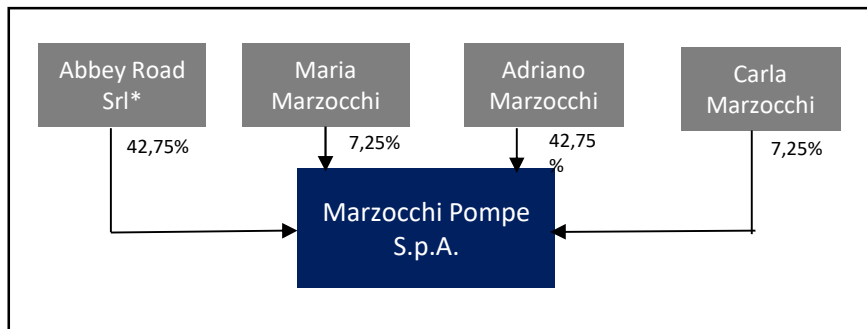 Abbey Road
Srl*
Maria
Marzocchi
Adriano
Marzocchi
Carla
Marzocchi
42,75%
7,25%
42,75
%
7,25%
Marzocchi Pompe
S.p.A.